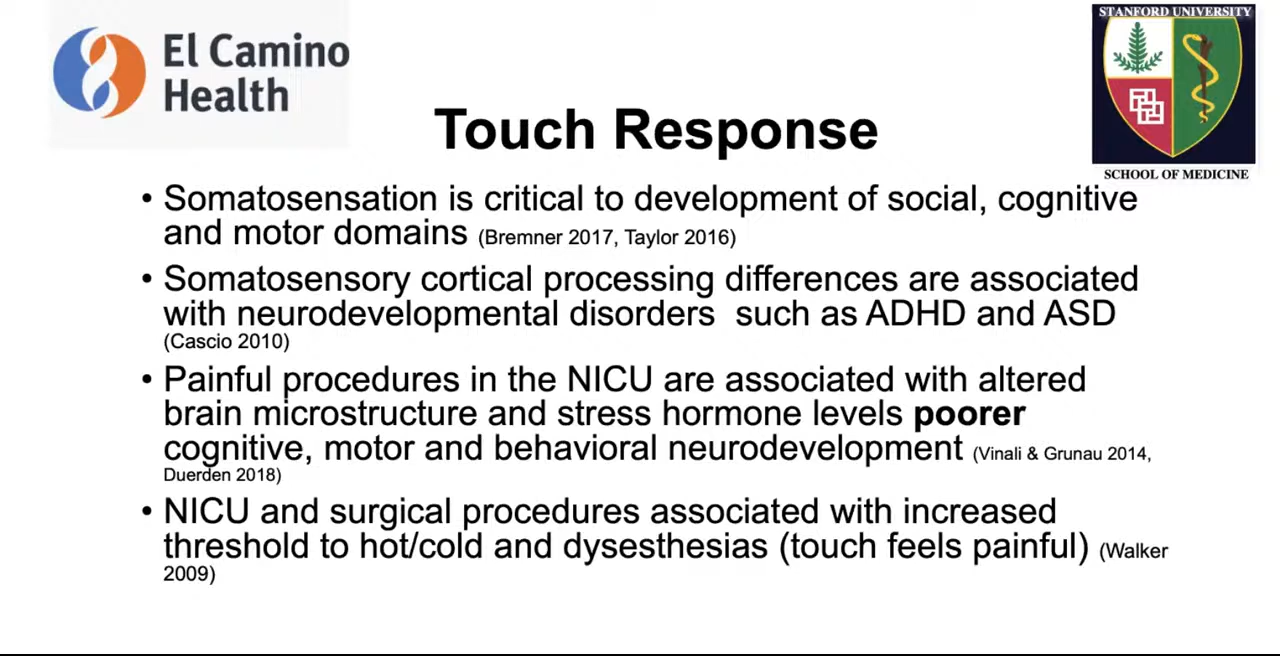 El Camino
Health
STANFORD UNIVERSITY
SCHOOL OF MEDICINE
Touch Response
• Somatosensation is critical to development of social, cognitive
and motor domains (Bremner 2017, Taylor 2016)
• Somatosensory cortical processing differences are associated
with neurodevelopmental disorders  such as ADHD and ASD
(Cascio 2010)
• Painful procedures in the NICU are associated with altered
brain microstructure and stress hormone levels poorer
cognitive, motor and behavioral neurodevelopment (Vinali & Grunau 2014,
Duerden 2018)
• NICU and surgical procedures associated with increased
threshold to hot/cold and dysesthesias (touch feels painful) (Walker
2009)